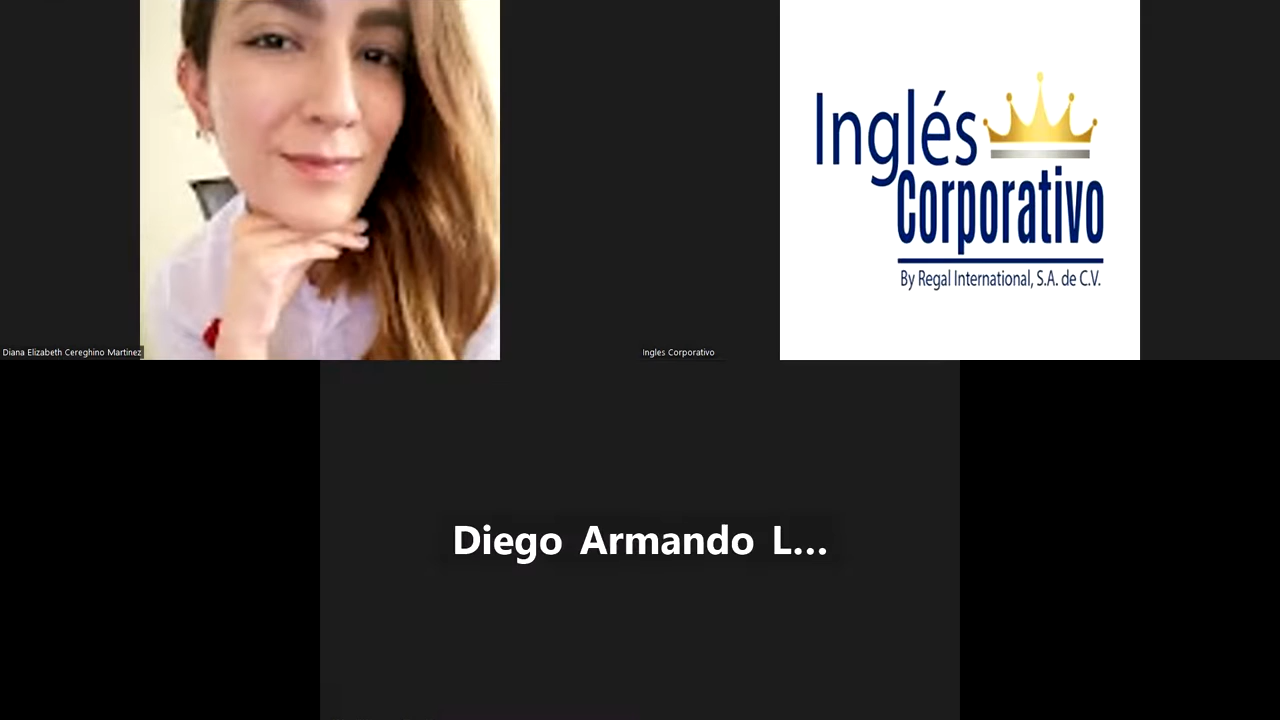 Inglés
Corporativo
By Regal International, S.A. de C.V.
Diana Elizabeth Cereghino Martinez
Ingles Corporativo
Diego Armando L...